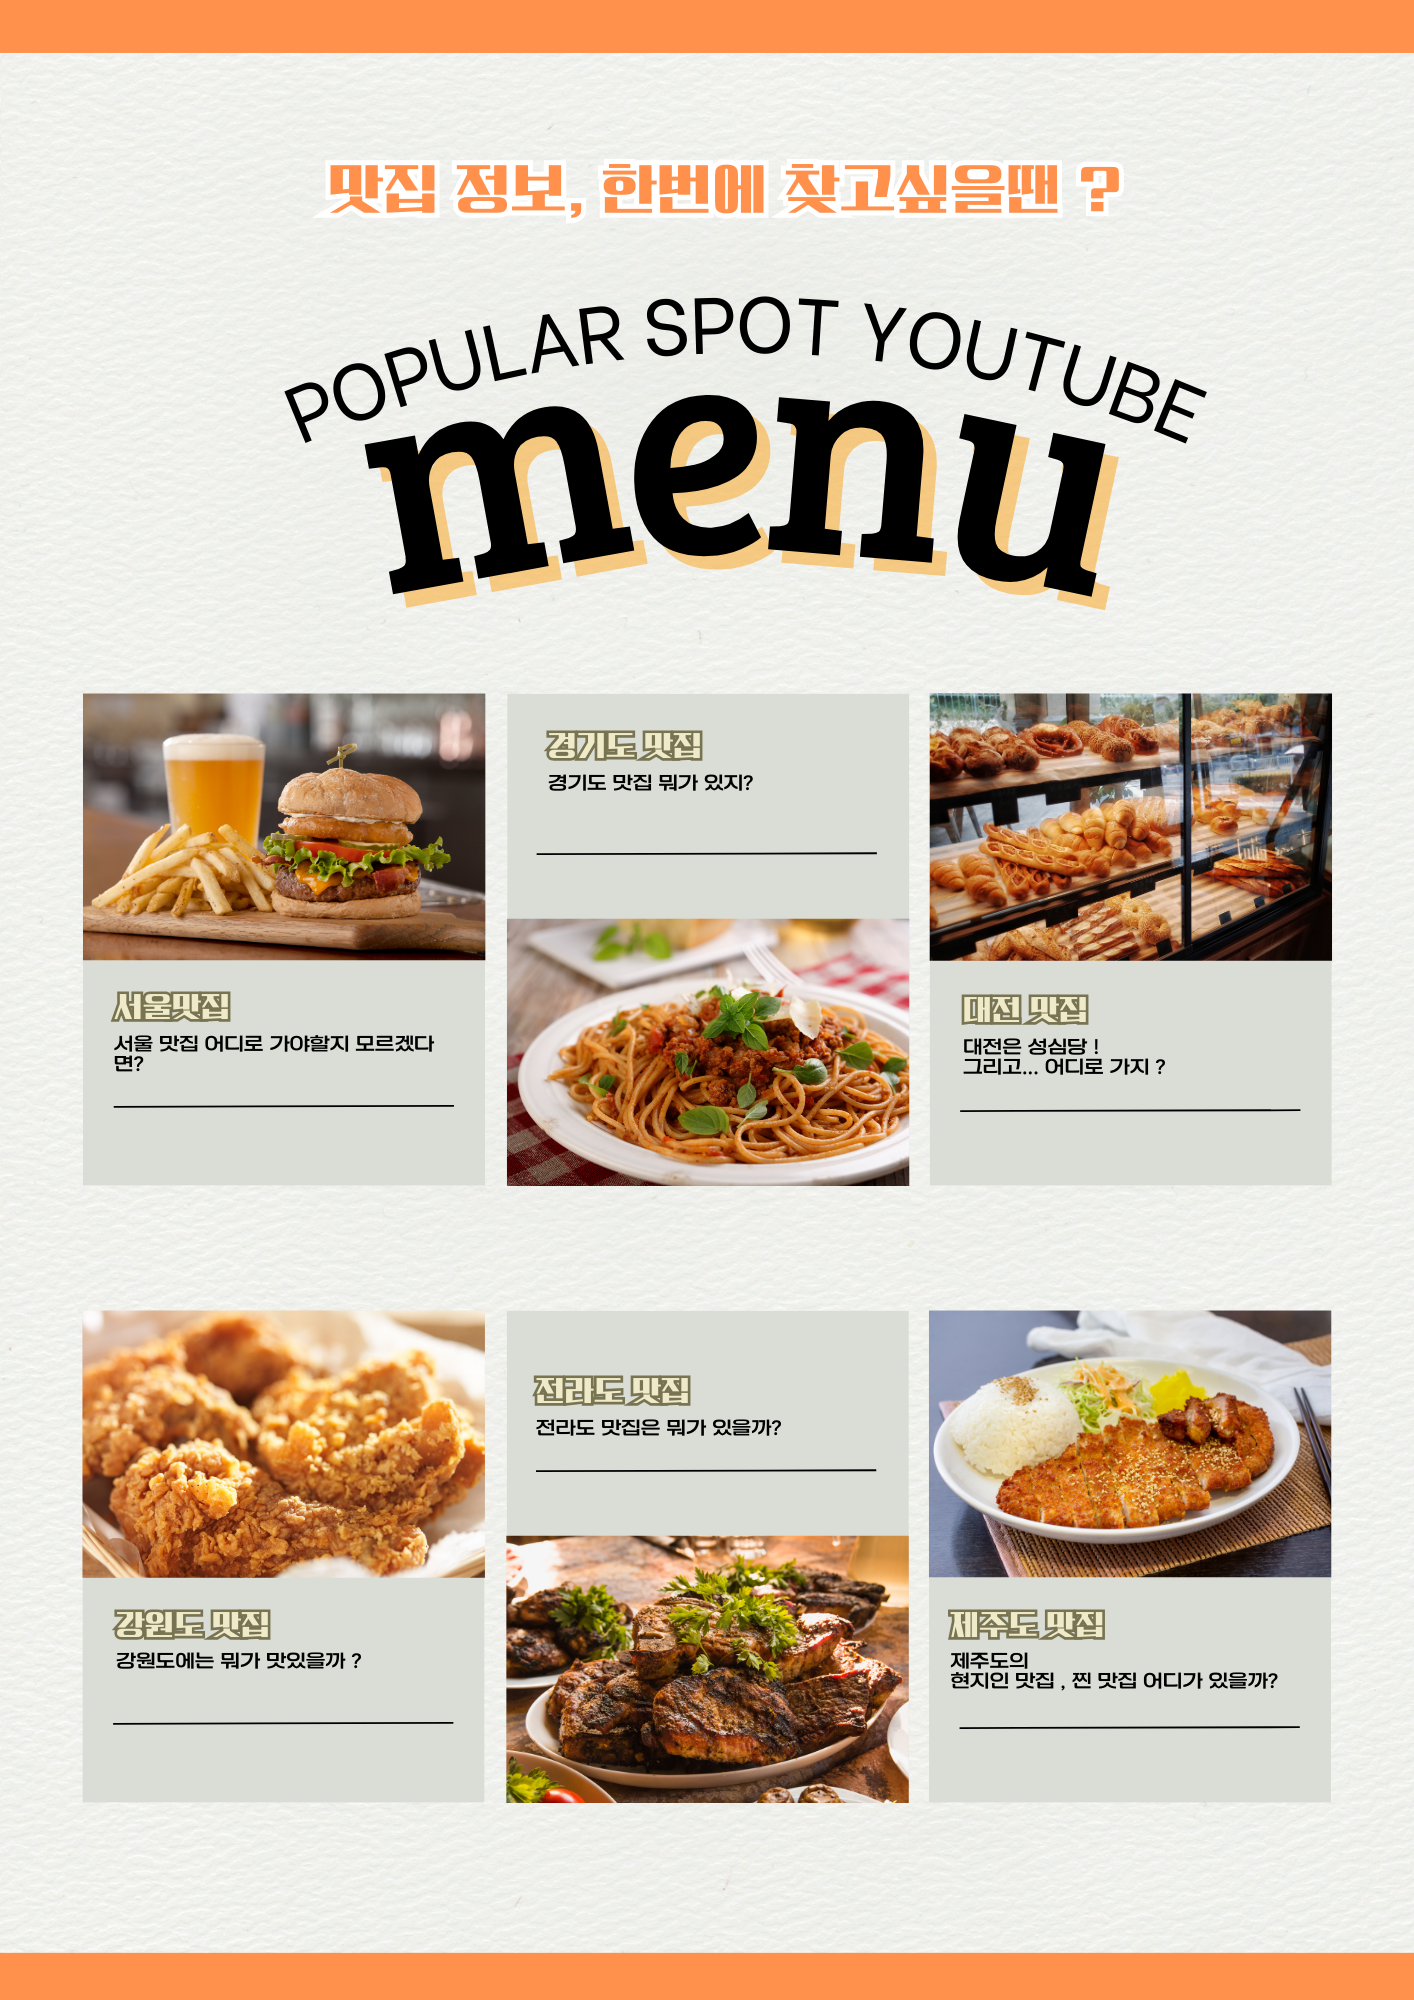 맛집 정보, 한번에 찾고싶을땐 ?
POPULAR SPOT YOUTUBE
menu
경기도 맛집
경기도 맛집 뭐가 있지?
서울맛집
서울 맛집 어디로 가야할지 모르겠다
면?
대전 맛집
대전은 성심당 !
그리고... 어디로 가지 ?
전라도 맛집
전라도 맛집은 뭐가 있을까?
강원도 맛집
강원도에는 뭐가 맛있을까 ?
제주도 맛집
제주도의
현지인 맛집 , 찐 맛집 어디가 있을까?